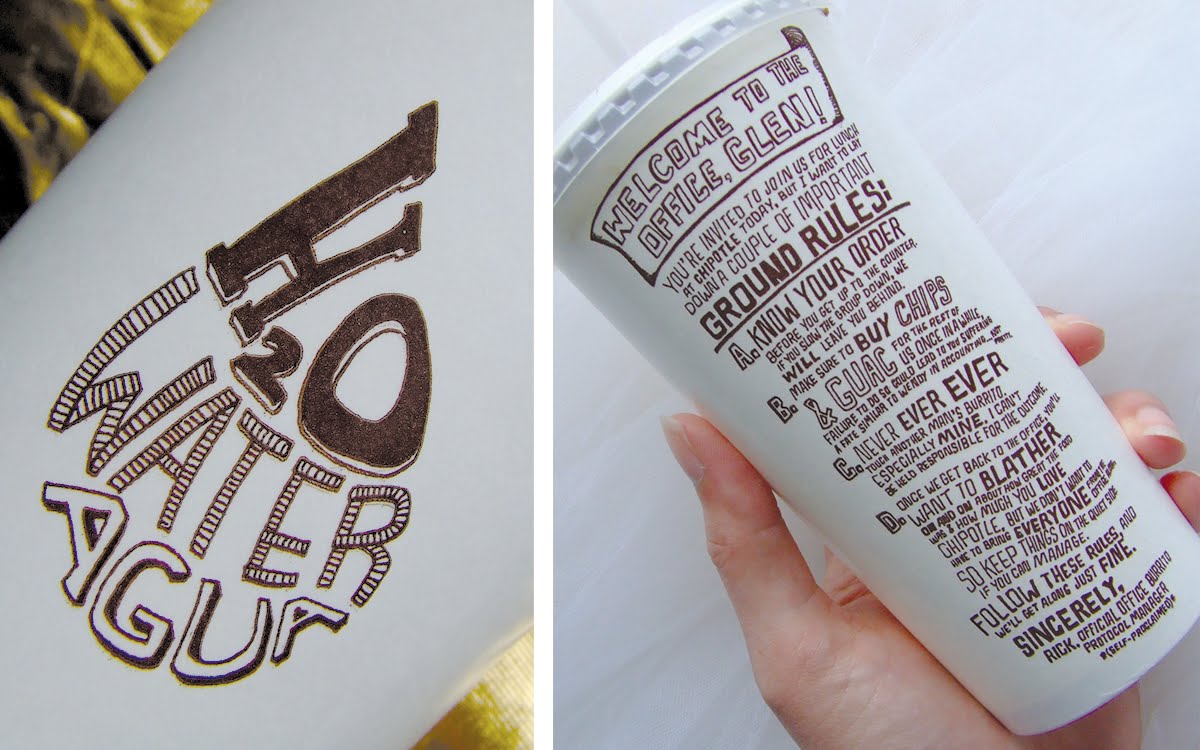 H2O
WATER
AGUA
WELCOME TO THE
OFFICE, GLEN!
YOU'RE INVITED TO JOIN US FOR LUNCH
AT CHIPOTLE TODAY, BUT I WANT TO LAY
DOWN A COUPLE OF IMPORTANT
GROUND RULES:
A. KNOW YOUR ORDER
BEFORE YOU GET UP TO THE COUNTER.
IF YOU SLOW THE GROUP DOWN, WE
WILL LEAVE YOU BEHIND.
B. MAKE SURE TO BUY CHIPS
& GUAC FOR THE REST OF
US ONCE IN A WHILE.
FAILURE TO DO SO COULD LEAD TO YOU SUFFERING
A FATE SIMILAR TO WENDY IN ACCOUNTING...
C. NEVER EVER EVER
TOUCH ANOTHER MAN'S BURRITO,
ESPECIALLY MINE. I CAN'T
BE HELD RESPONSIBLE FOR THE OUTCOME.
D. ONCE WE GET BACK TO THE OFFICE, YOU'LL
WANT TO BLATHER
ON AND ON ABOUT HOW GREAT THE FOOD
WAS & HOW MUCH YOU LOVE
CHIPOTLE. BUT WE DON'T WANT TO
HAVE TO BRING EVERYONE FROM THE OFFICE
SO KEEP THINGS ON THE QUIET SIDE
IF YOU CAN MANAGE.
FOLLOW THESE RULES, AND
WE'LL GET ALONG JUST FINE.
SINCERELY,
RICK, OFFICIAL OFFICE BURRITO
PROTOCOL MANAGER
*(SELF-PROCLAIMED)*